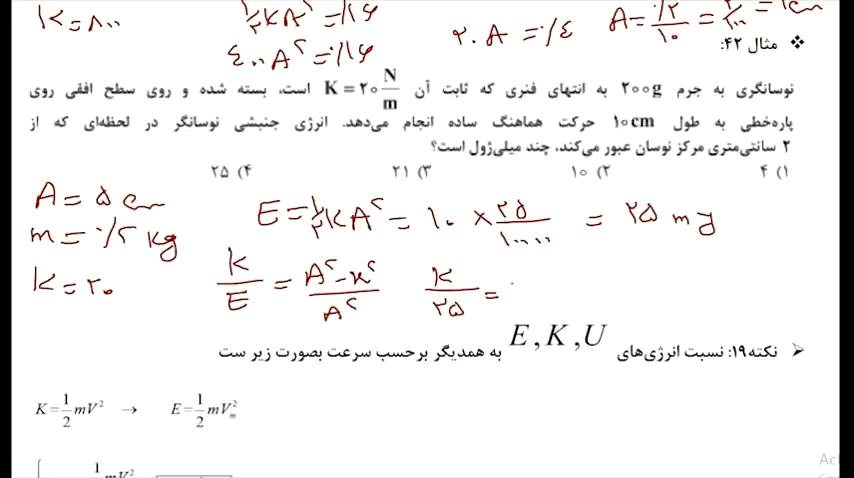 K=۸۰۰ ½KA²=۰/۱۶ A=۰/۲/۱۰=۲/۱۰۰=۲cm
۴۰۰A²=۰/۱۶ ۲۰A=۰/۴
❖ مثال ۴۲:
نوسانگری به جرم ۲۰۰g به انتهای فنری که ثابت آن K=۲۰ N/m است، بسته شده و روی سطح افقی روی
پاره‌خطی به طول ۱۰cm حرکت هماهنگ ساده انجام می‌دهد. انرژی جنبشی نوسانگر در لحظه‌ای که از
۲ سانتی‌متری مرکز نوسان عبور می‌کند، چند میلی‌ژول است؟
۱) ۴ ۲) ۱۰ ۳) ۲۱ ۴) ۲۵
A=۵cm
E=½KA²=۱۰×۲۵/۱۰۰۰۰=۲۵mJ
m=۰/۲kg
K=۲۰
K/E=A²-x²/A² K/۲۵=
➢ نکته۱۹: نسبت انرژی‌های E,K,U به همدیگر برحسب سرعت بصورت زیر ست
K=1/2mV² → E=1/2mVₘ²